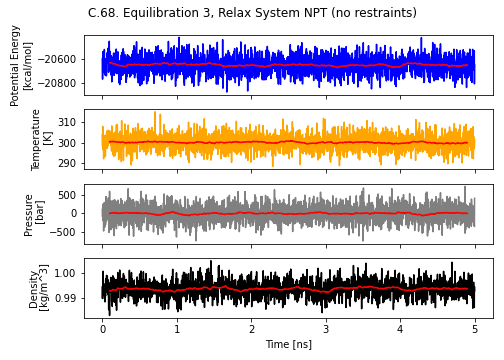 C.68. Equilibration 3, Relax System NPT (no restraints)
Potential Energy
[kcal/mol]
−20600
−20800
Temperature
[K]
310
300
290
Pressure
[bar]
500
0
−500
Density
[kg/m^3]
1.00
0.99
0 1 2 3 4 5
Time [ns]